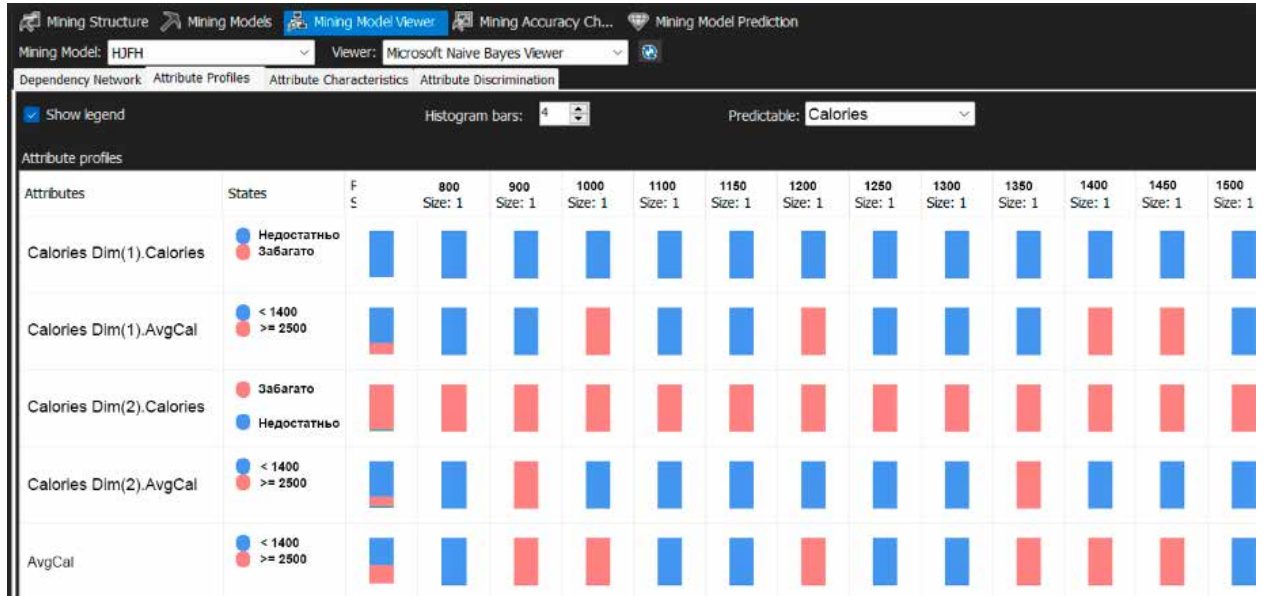 Mining Structure Mining Models Mining Model Viewer Mining Accuracy Ch... Mining Model Prediction
Mining Model: HJFH Viewer: Microsoft Naive Bayes Viewer
Dependency Network Attribute Profiles Attribute Characteristics Attribute Discrimination
Show legend Histogram bars: 4 Predictable: Calories
Attribute profiles
Attributes States 800 900 1000 1100 1150 1200 1250 1300 1350 1400 1450 1500
Size: 1 Size: 1 Size: 1 Size: 1 Size: 1 Size: 1 Size: 1 Size: 1 Size: 1 Size: 1 Size: 1 Size: 1
Calories Dim(1).Calories Недостатньо
Забагато
Calories Dim(1).AvgCal < 1400
>= 2500
Calories Dim(2).Calories Забагато
Недостатньо
Calories Dim(2).AvgCal < 1400
>= 2500
AvgCal < 1400
>= 2500